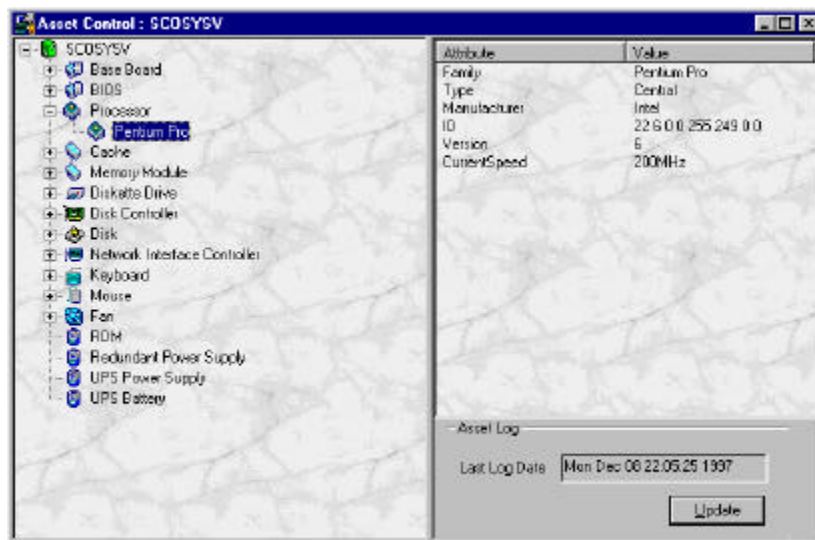 Asset Control : SCOSYSV
SCOSYSV
Base Board
BIOS
Processor
Pentium Pro
Cache
Memory Module
Diskette Drive
Disk Controller
Disk
Network Interface Controller
Keyboard
Mouse
Fan
RDM
Redundant Power Supply
UPS Power Supply
UPS Battery
Attribute Value
Family Pentium Pro
Type Central
Manufacturer Intel
ID 22 6 0 0 255 249 0 0
Version 6
CurrentSpeed 200MHz
Asset Log
Last Log Date Mon Dec 08 22:05:25 1997
Update